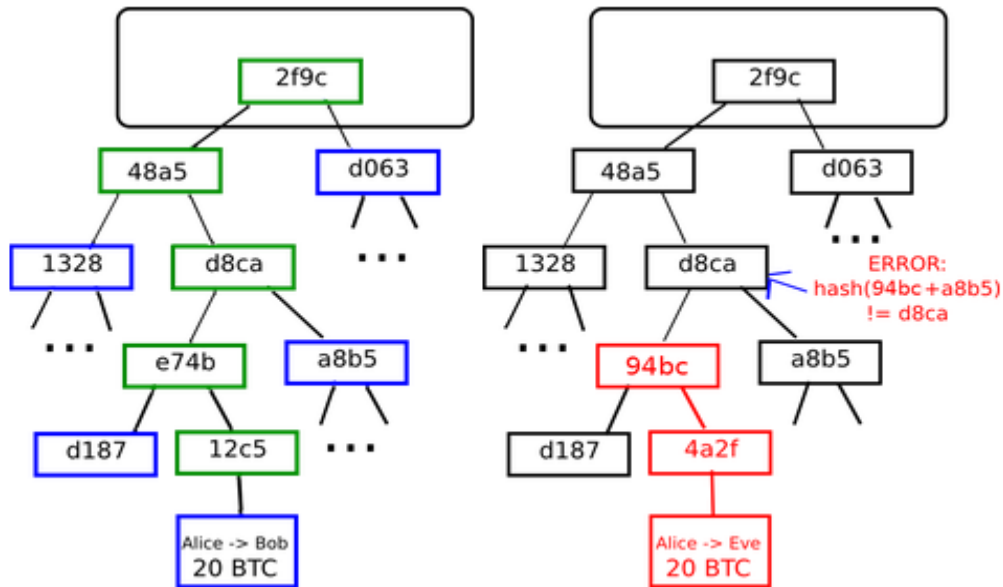 2f9c
48a5
d063
...
1328
d8ca
...
e74b
a8b5
...
d187
12c5
Alice -> Bob
20 BTC
2f9c
48a5
d063
...
1328
d8ca
ERROR:
hash(94bc+a8b5)
!= d8ca
...
94bc
a8b5
d187
4a2f
Alice -> Eve
20 BTC